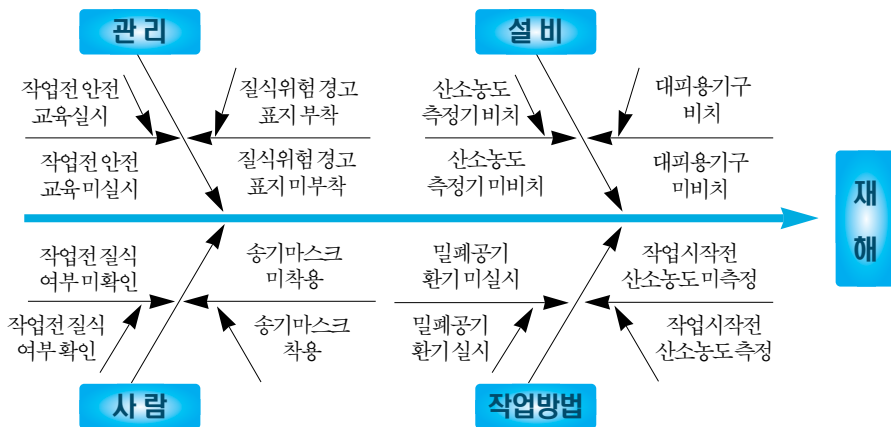 관 리
설 비
작업전 안전
교육실시
질식위험 경고
표지 부착
산소농도
측정기 비치
대피용기구
비치
작업전 안전
교육 미실시
질식위험 경고
표지 미부착
산소농도
측정기 미비치
대피용기구
미비치
재
해
작업전 질식
여부 미확인
송기마스크
미착용
밀폐공기
환기 미실시
작업시작전
산소농도 미측정
작업전 질식
여부 확인
송기마스크
착용
밀폐공기
환기 실시
작업시작전
산소농도 측정
사 람
작업방법